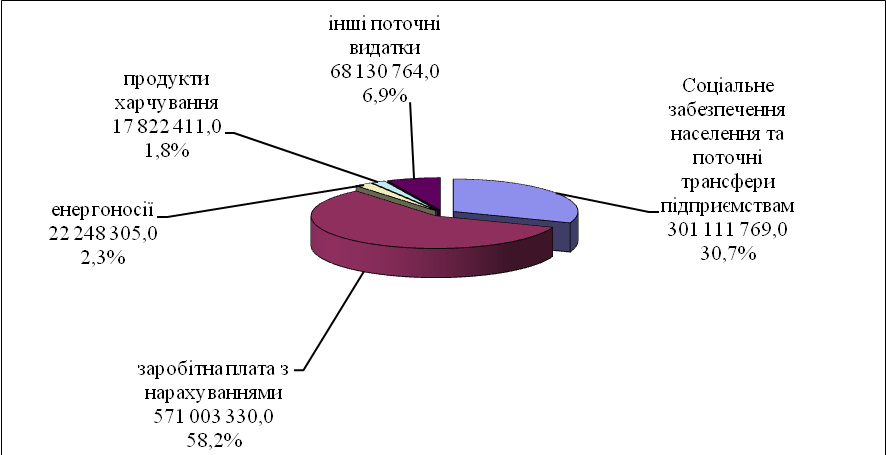 інші поточні
видатки
68 130 764,0
6,9%
продукти
харчування
17 822 411,0
1,8%
енергоносії
22 248 305,0
2,3%
Соціальне
забезпечення
населення та
поточні
трансфери
підприємствам
301 111 769,0
30,7%
заробітна плата з
нарахуваннями
571 003 330,0
58,2%